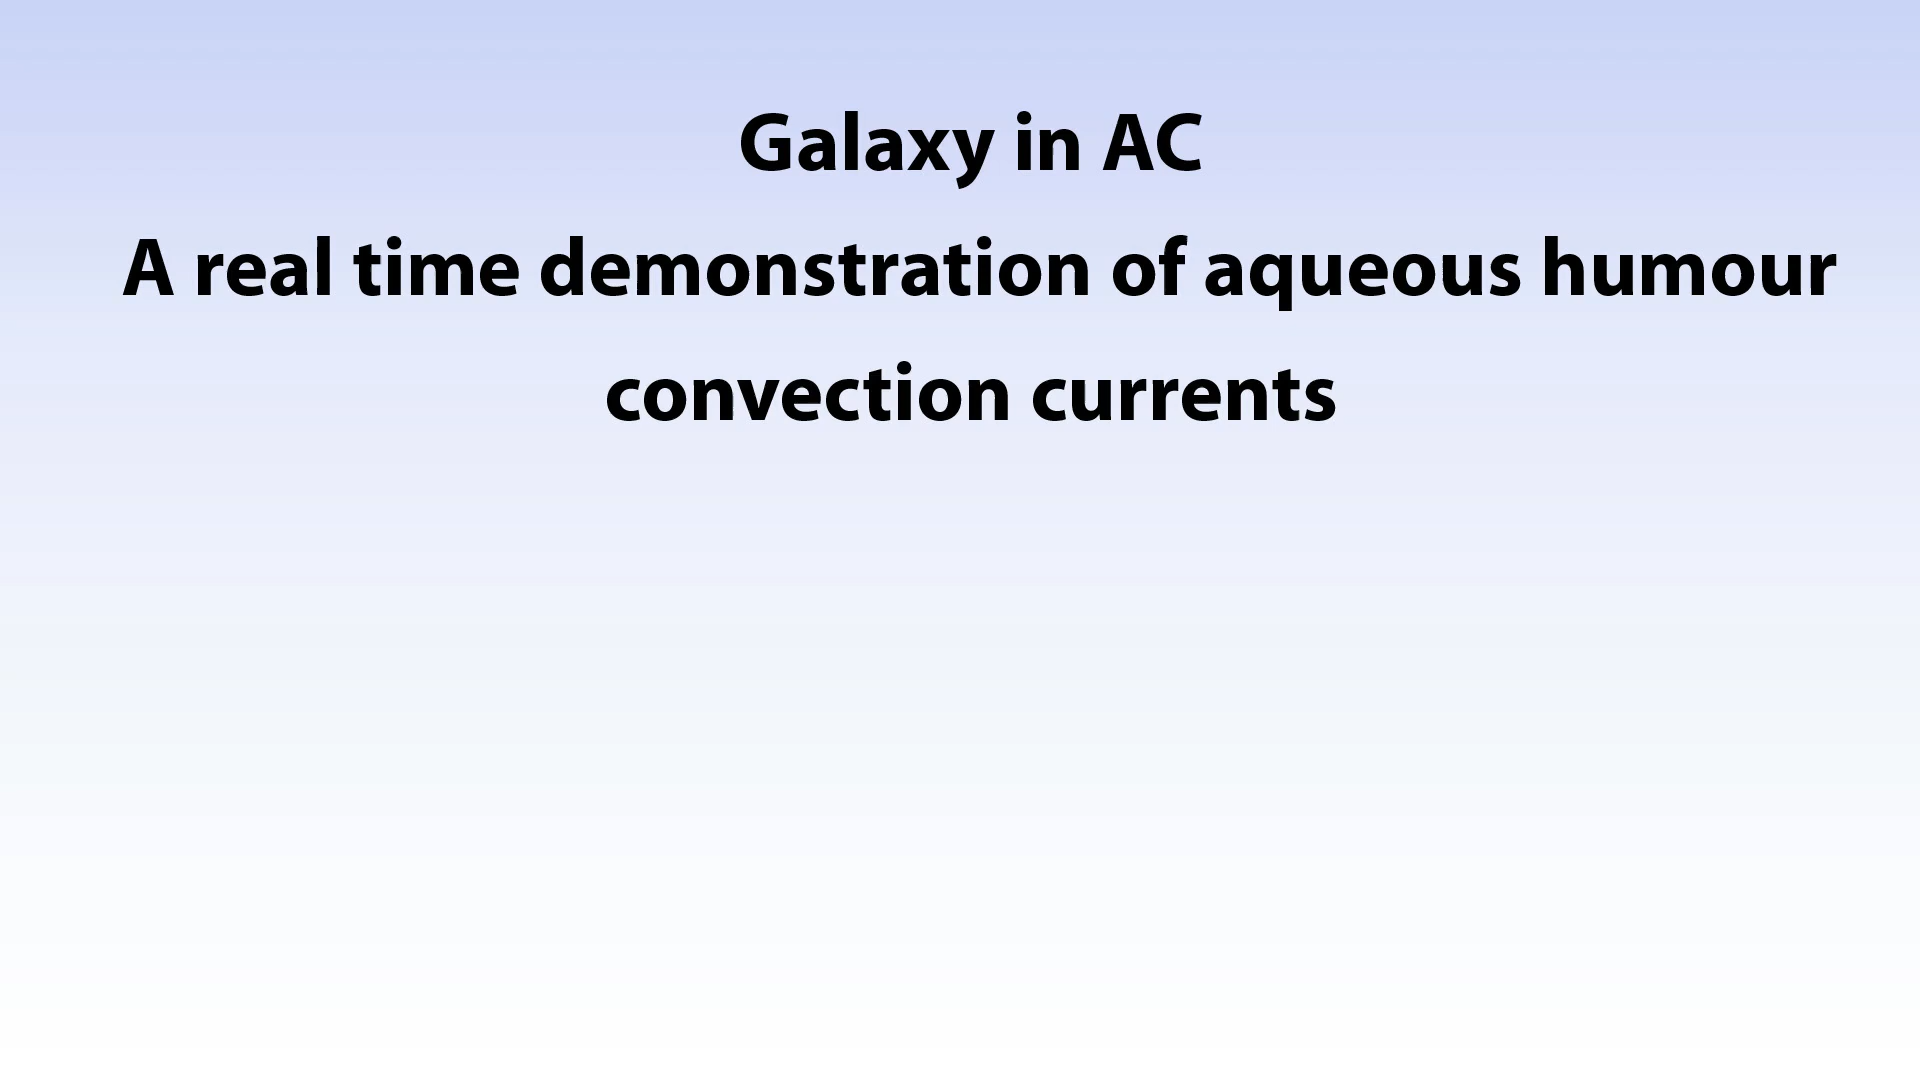 Galaxy in AC
A real time demonstration of aqueous humour
convection currents